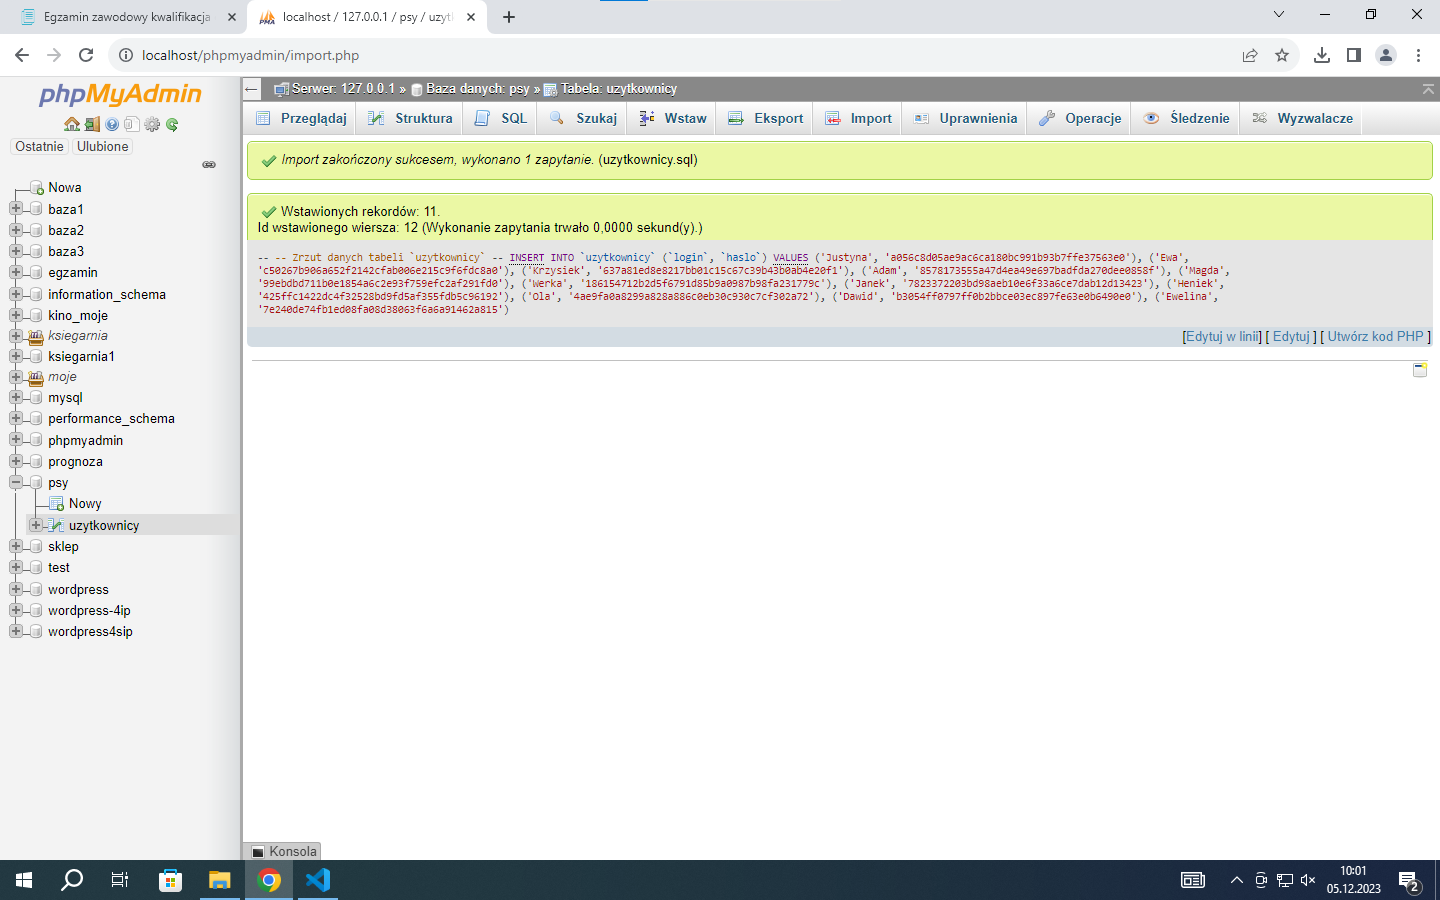 Egzamin zawodowy kwalifikacja
localhost / 127.0.0.1 / psy / uzytk
localhost/phpmyadmin/import.php
phpMyAdmin
Ostatnie Ulubione
Nowa
baza1
baza2
baza3
egzamin
information_schema
kino_moje
ksiegarnia
ksiegarnia1
moje
mysql
performance_schema
phpmyadmin
prognoza
psy
Nowy
uzytkownicy
sklep
test
wordpress
wordpress-4ip
wordpress4sip
Serwer: 127.0.0.1 » Baza danych: psy » Tabela: uzytkownicy
Przeglądaj Struktura SQL Szukaj Wstaw Eksport Import Uprawnienia Operacje Śledzenie Wyzwalacze
Import zakończony sukcesem, wykonano 1 zapytanie. (uzytkownicy.sql)
Wstawionych rekordów: 11.
Id wstawionego wiersza: 12 (Wykonanie zapytania trwało 0,0000 sekund(y).)
-- -- Zrzut danych tabeli `uzytkownicy` -- INSERT INTO `uzytkownicy` (`login`, `haslo`) VALUES ('Justyna', 'a056c8d05ae9ac6ca180bc991b93b7ffe37563e0'), ('Ewa',
'c50267b906a652f2142cfab006e215c9f6fdc8a0'), ('Krzysiek', '637a81ed8e8217bb01c15c67c39b43b0ab4e20f1'), ('Adam', '8578173555a47d4ea49e697badfda270dee0858f'), ('Magda',
'99ebdbd711b0e1854a6c2e93f759efc2af291fd0'), ('Werka', '186154712b2d5f6791d85b9a0987b98fa231779c'), ('Janek', '7823372203bd98aeb10e6f33a6ce7dab12d13423'), ('Heniek',
'425ffc1422dc4f32528bd9fd5af355fdb5c96192'), ('Ola', '4ae9fa0a8299a828a886c0eb30c930c7cf302a72'), ('Dawid', 'b3054ff0797ff0b2bbce03ec897fe63e0b6490e0'), ('Ewelina',
'7e240de74fb1ed08fa08d38063f6a6a91462a815')
[Edytuj w linii] [ Edytuj ] [ Utwórz kod PHP ]
Konsola
10:01
05.12.2023
2